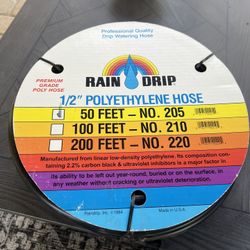 Professional Quality
Drip Watering Hose
PREMIUM
GRADE
POLY HOSE
RAIN DRIP
1/2" POLYETHYLENE HOSE
50 FEET – NO. 205
100 FEET – NO. 210
200 FEET – NO. 220
Manufactured from linear low-density polyethylene. Its composition con-
taining 2.2% carbon black & ultraviolet inhibitors is a major factor in
its ability to be left out year-round, buried or on the surface, in
any weather without cracking or ultraviolet deterioration.
Raindrip, Inc. ©1984
Made in U.S.A.